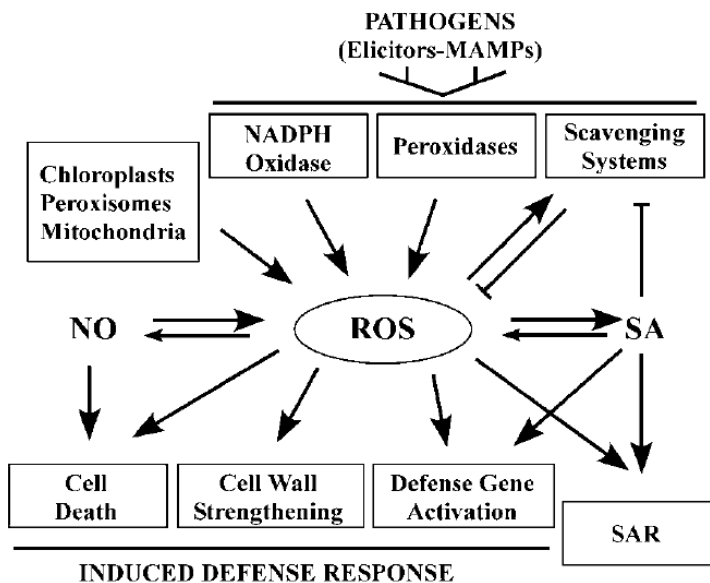 PATHOGENS
(Elicitors-MAMPs)
NADPH
Oxidase
Peroxidases
Scavenging
Systems
Chloroplasts
Peroxisomes
Mitochondria
NO
ROS
SA
Cell
Death
Cell Wall
Strengthening
Defense Gene
Activation
SAR
INDUCED DEFENSE RESPONSE